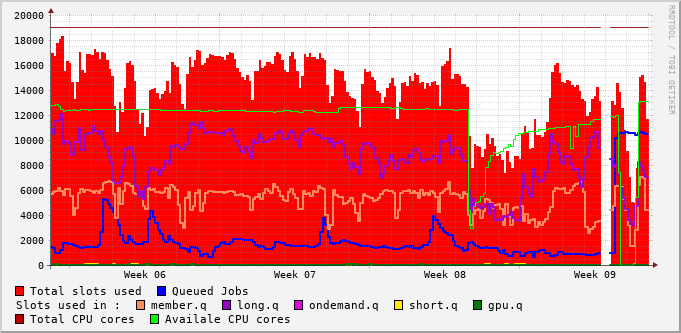 20000
18000
16000
14000
12000
10000
8000
6000
4000
2000
0
Week 06 Week 07 Week 08 Week 09
RRDTOOL / TOBI OETIKER
Total slots used Queued Jobs
Slots used in : member.q long.q ondemand.q short.q gpu.q
Total CPU cores Availale CPU cores